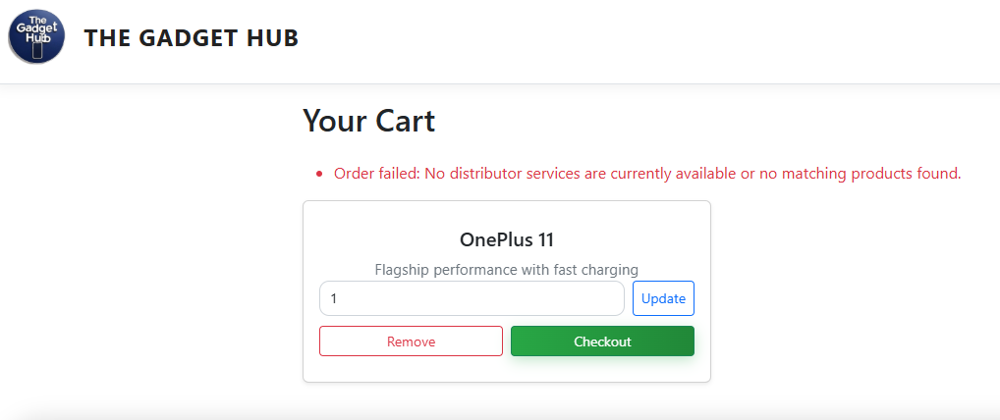 The
Gadget
Hub
THE GADGET HUB
Your Cart
Order failed: No distributor services are currently available or no matching products found.
OnePlus 11
Flagship performance with fast charging
1
Update
Remove
Checkout